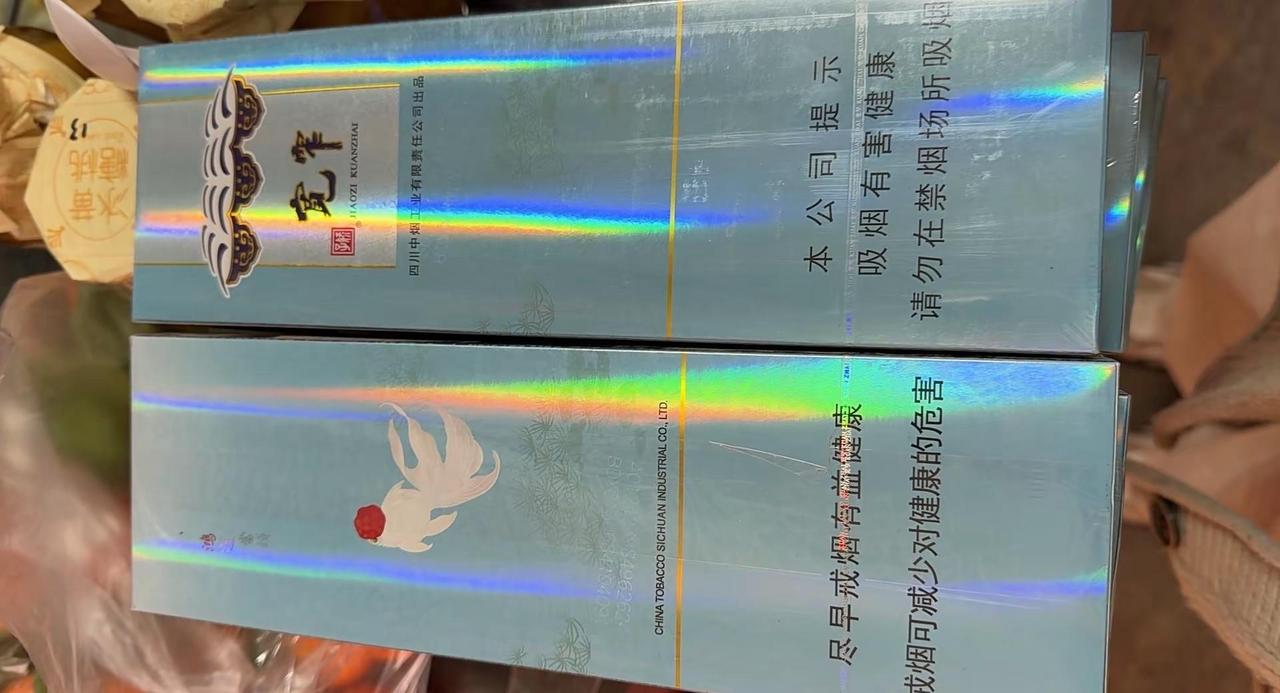 宽窄
JIAOZI KUANZHAI
四川中烟工业有限责任公司出品
本公司提示
吸烟有害健康
请勿在禁烟场所吸烟
鸿
CHINA TOBACCO SICHUAN INDUSTRIAL CO., LTD.
尽早戒烟有益健康
戒烟可减少对健康的危害